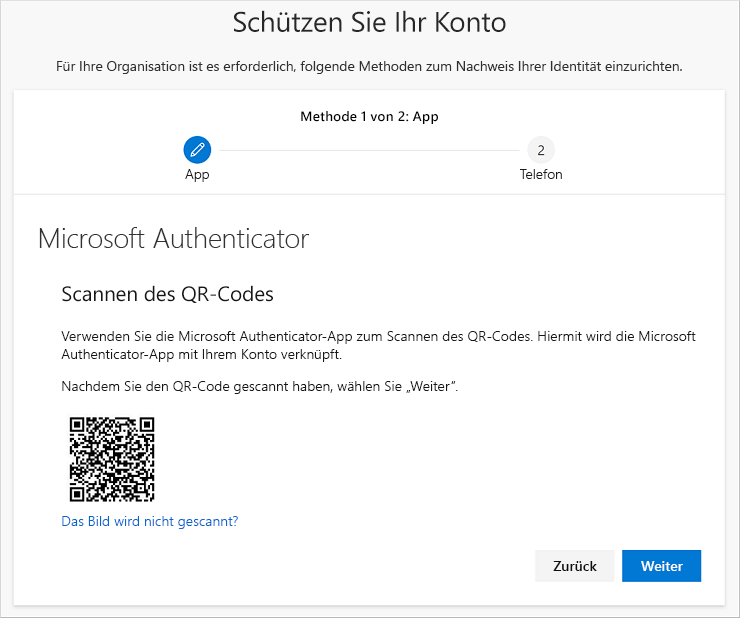 Schützen Sie Ihr Konto
Für Ihre Organisation ist es erforderlich, folgende Methoden zum Nachweis Ihrer Identität einzurichten.
Methode 1 von 2: App
2
App
Telefon
Microsoft Authenticator
Scannen des QR-Codes
Verwenden Sie die Microsoft Authenticator-App zum Scannen des QR-Codes. Hiermit wird die Microsoft
Authenticator-App mit Ihrem Konto verknüpft.
Nachdem Sie den QR-Code gescannt haben, wählen Sie „Weiter“.
Das Bild wird nicht gescannt?
Zurück
Weiter